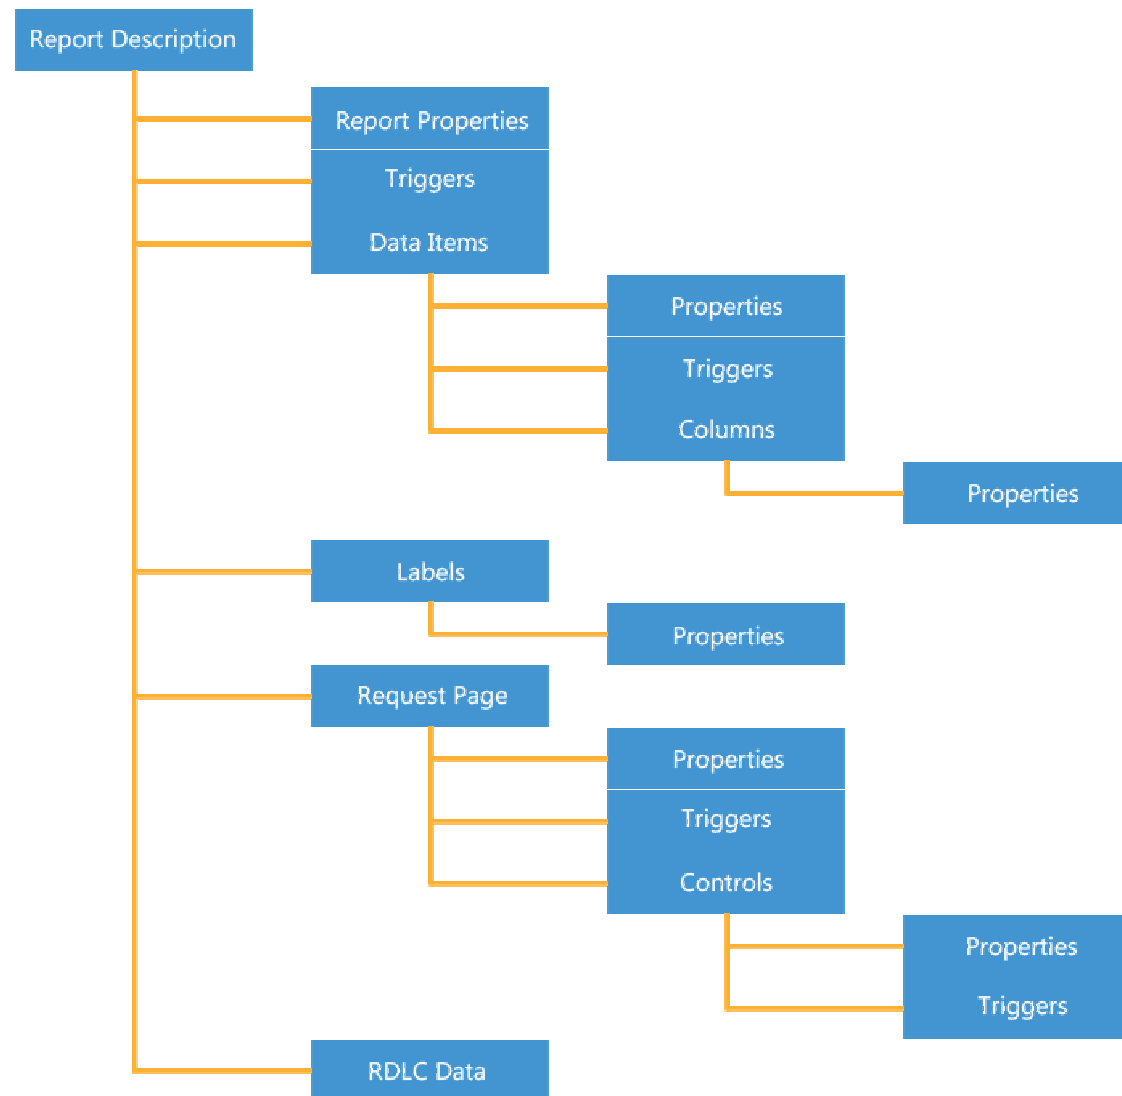 Report Description
Report Properties
Triggers
Data Items
Properties
Triggers
Columns
Properties
Labels
Properties
Request Page
Properties
Triggers
Controls
Properties
Triggers
RDLC Data